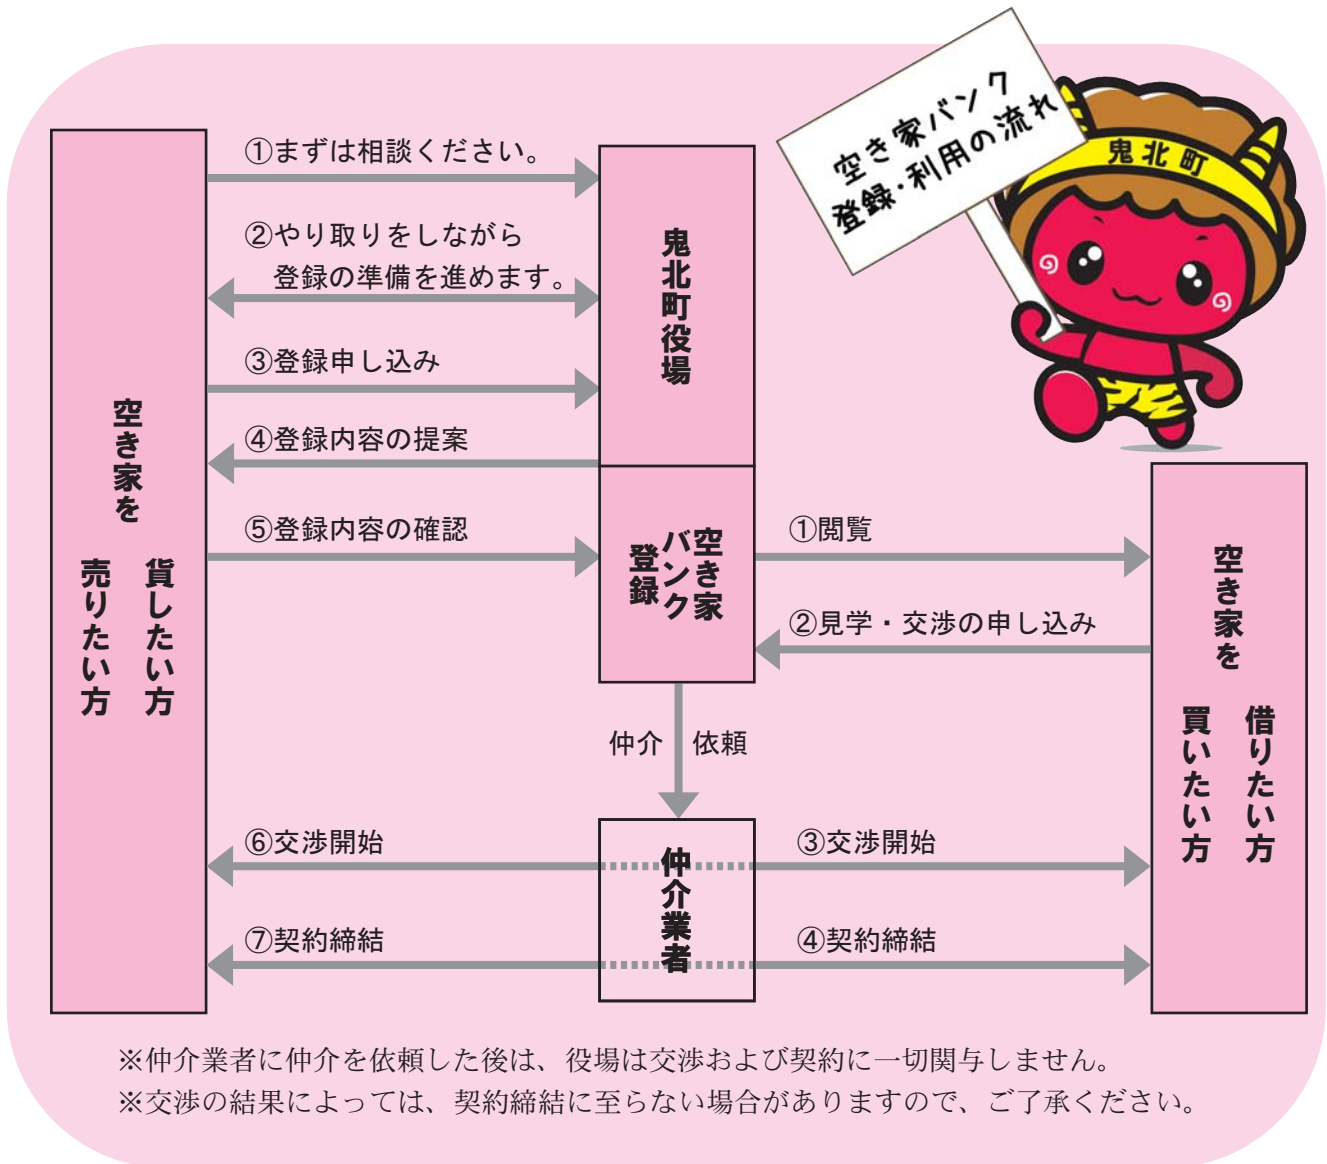 空き家バンク
登録・利用の流れ
鬼北町
空き家を
貸したい方
売りたい方
①まずは相談ください。
②やり取りをしながら
登録の準備を進めます。
③登録申し込み
④登録内容の提案
⑤登録内容の確認
鬼北町役場
空き家
バンク
登録
①閲覧
②見学・交渉の申し込み
空き家を
借りたい方
買いたい方
仲介 依頼
仲介業者
⑥交渉開始
③交渉開始
⑦契約締結
④契約締結
※仲介業者に仲介を依頼した後は、役場は交渉および契約に一切関与しません。
※交渉の結果によっては、契約締結に至らない場合がありますので、ご了承ください。